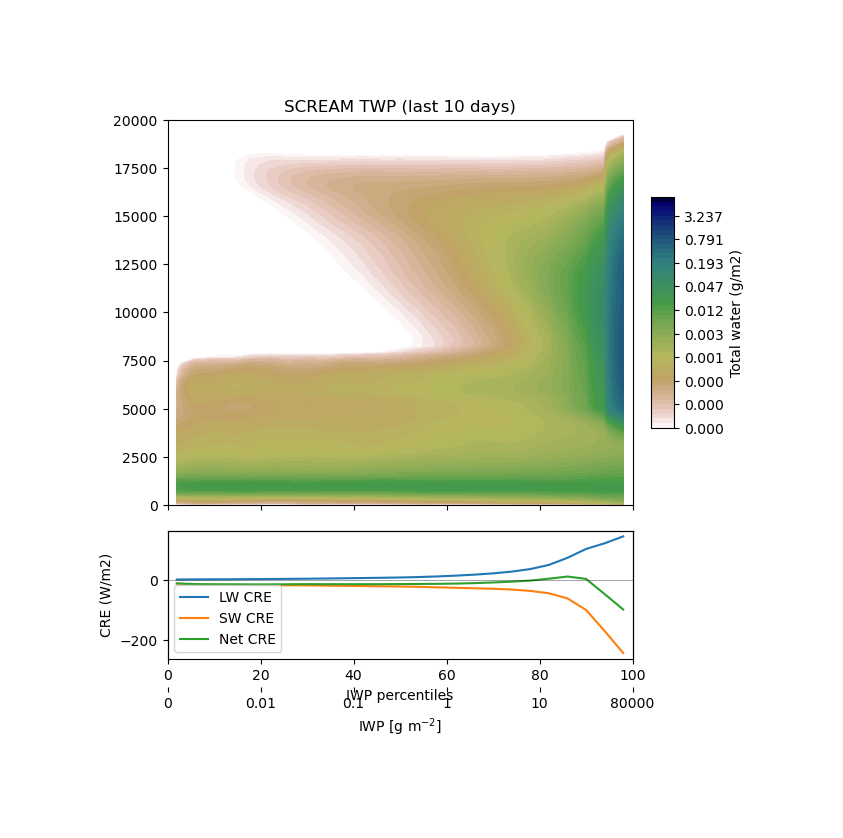 SCREAM TWP (last 10 days)
20000
17500
15000
12500
10000
7500
5000
2500
0
3.237
0.791
0.193
0.047
0.012
0.003
0.001
0.000
0.000
0.000
Total water (g/m2)
CRE (W/m2)
0
−200
LW CRE
SW CRE
Net CRE
0 20 40 60 80 100
IWP percentiles
0 0.01 0.1 1 10 80000
IWP [g m−2]